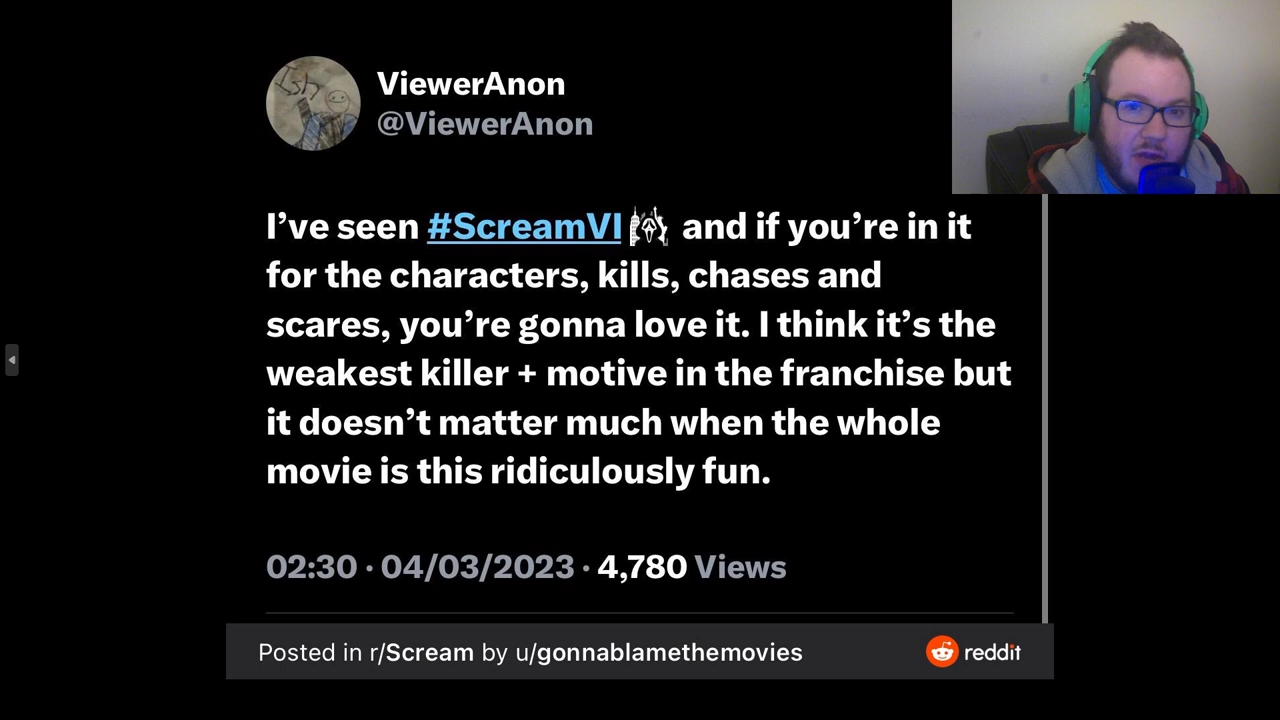 ViewerAnon
@ViewerAnon
I’ve seen #ScreamVI and if you’re in it
for the characters, kills, chases and
scares, you’re gonna love it. I think it’s the
weakest killer + motive in the franchise but
it doesn’t matter much when the whole
movie is this ridiculously fun.
02:30 · 04/03/2023 · 4,780 Views
Posted in r/Scream by u/gonnablamethemovies
reddit